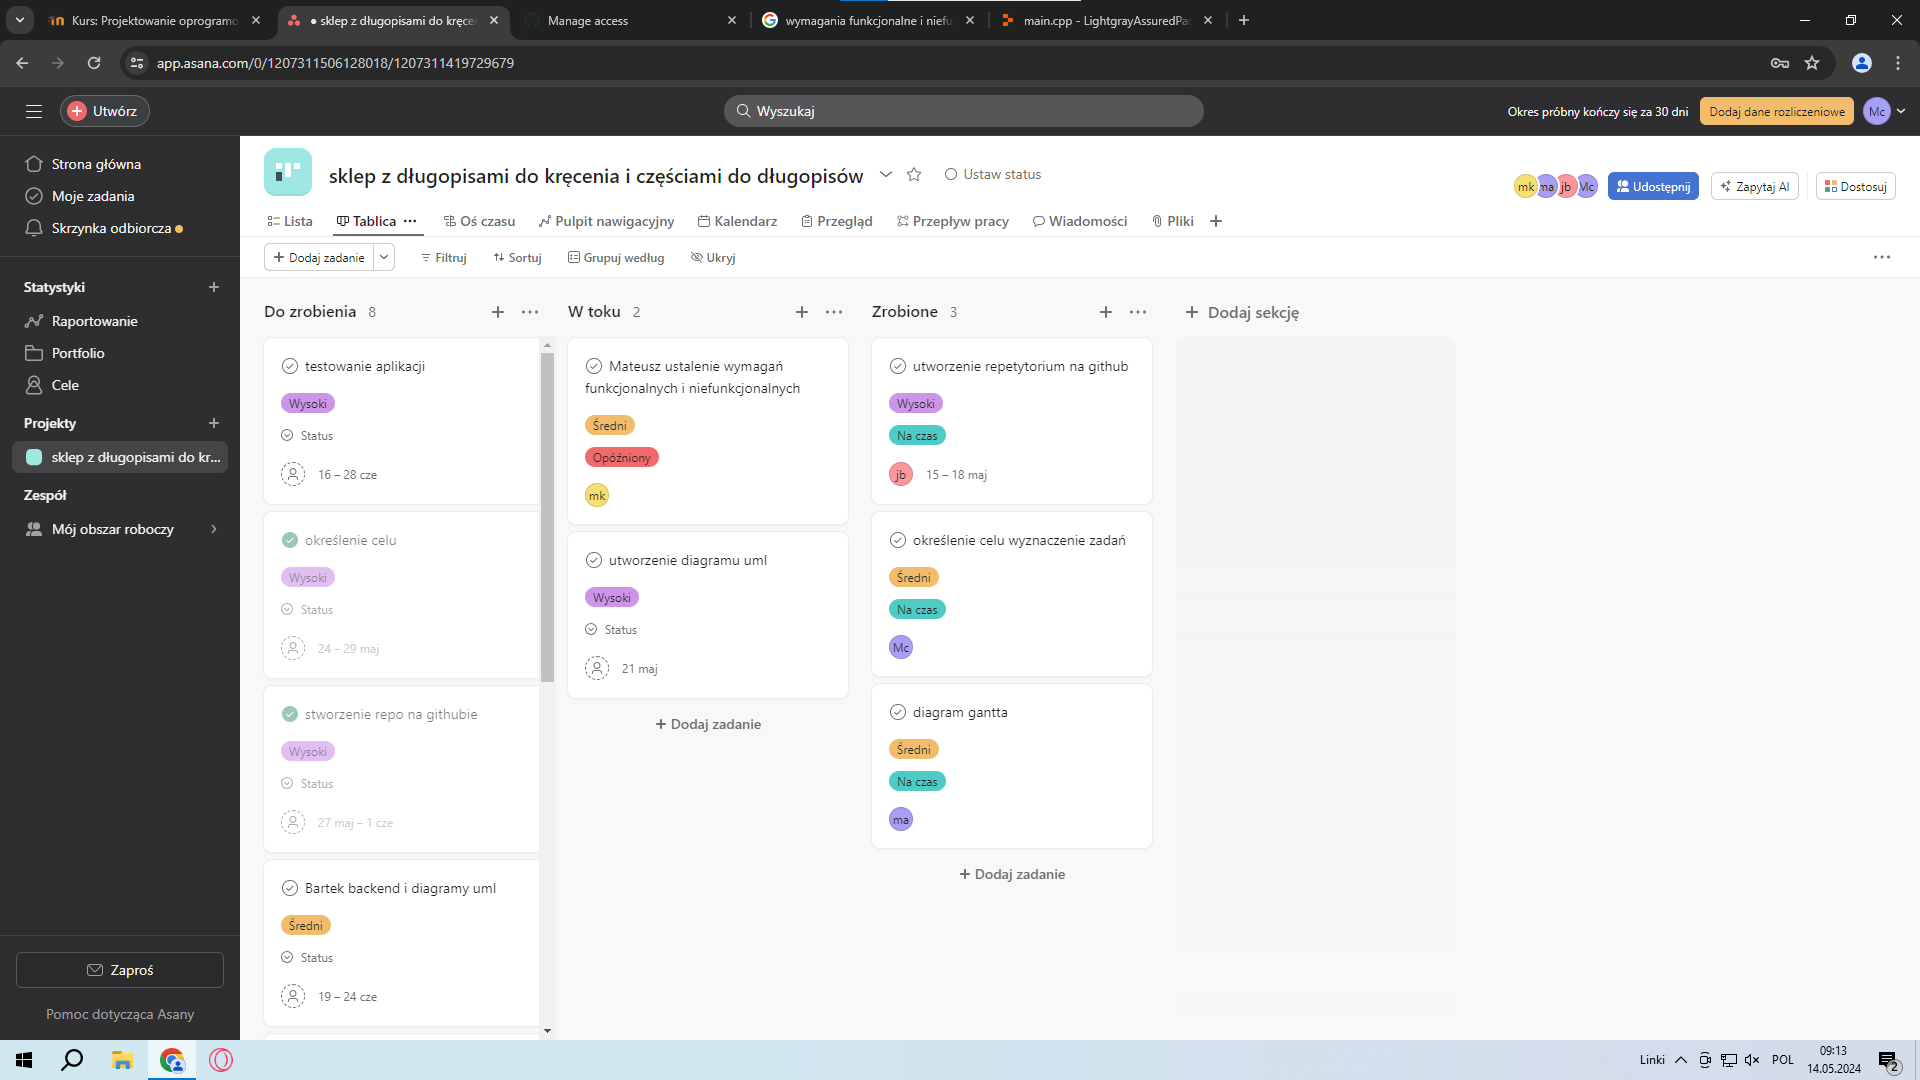 Kurs: Projektowanie oprogramo
• sklep z długopisami do kręce
Manage access
wymagania funkcjonalne i niefu
main.cpp - LightgrayAssuredPa
app.asana.com/0/1207311506128018/1207311419729679
Utwórz
Wyszukaj
Okres próbny kończy się za 30 dni
Dodaj dane rozliczeniowe
Mc
Strona główna
Moje zadania
Skrzynka odbiorcza
Statystyki
Raportowanie
Portfolio
Cele
Projekty
sklep z długopisami do kr...
Zespół
Mój obszar roboczy
Zaproś
Pomoc dotycząca Asany
sklep z długopisami do kręcenia i częściami do długopisów
Ustaw status
mk ma jb Mc
Udostępnij
Zapytaj AI
Dostosuj
Lista
Tablica
Oś czasu
Pulpit nawigacyjny
Kalendarz
Przegląd
Przepływ pracy
Wiadomości
Pliki
Dodaj zadanie
Filtruj
Sortuj
Grupuj według
Ukryj
Do zrobienia 8
testowanie aplikacji
Wysoki
Status
16 – 28 cze
określenie celu
Wysoki
Status
24 – 29 maj
stworzenie repo na githubie
Wysoki
Status
27 maj – 1 cze
Bartek backend i diagramy uml
Średni
Status
19 – 24 cze
W toku 2
Mateusz ustalenie wymagań
funkcjonalnych i niefunkcjonalnych
Średni
Opóźniony
mk
utworzenie diagramu uml
Wysoki
Status
21 maj
+ Dodaj zadanie
Zrobione 3
utworzenie repetytorium na github
Wysoki
Na czas
jb 15 – 18 maj
określenie celu wyznaczenie zadań
Średni
Na czas
Mc
diagram gantta
Średni
Na czas
ma
+ Dodaj zadanie
+ Dodaj sekcję
Linki
POL
09:13
14.05.2024
2